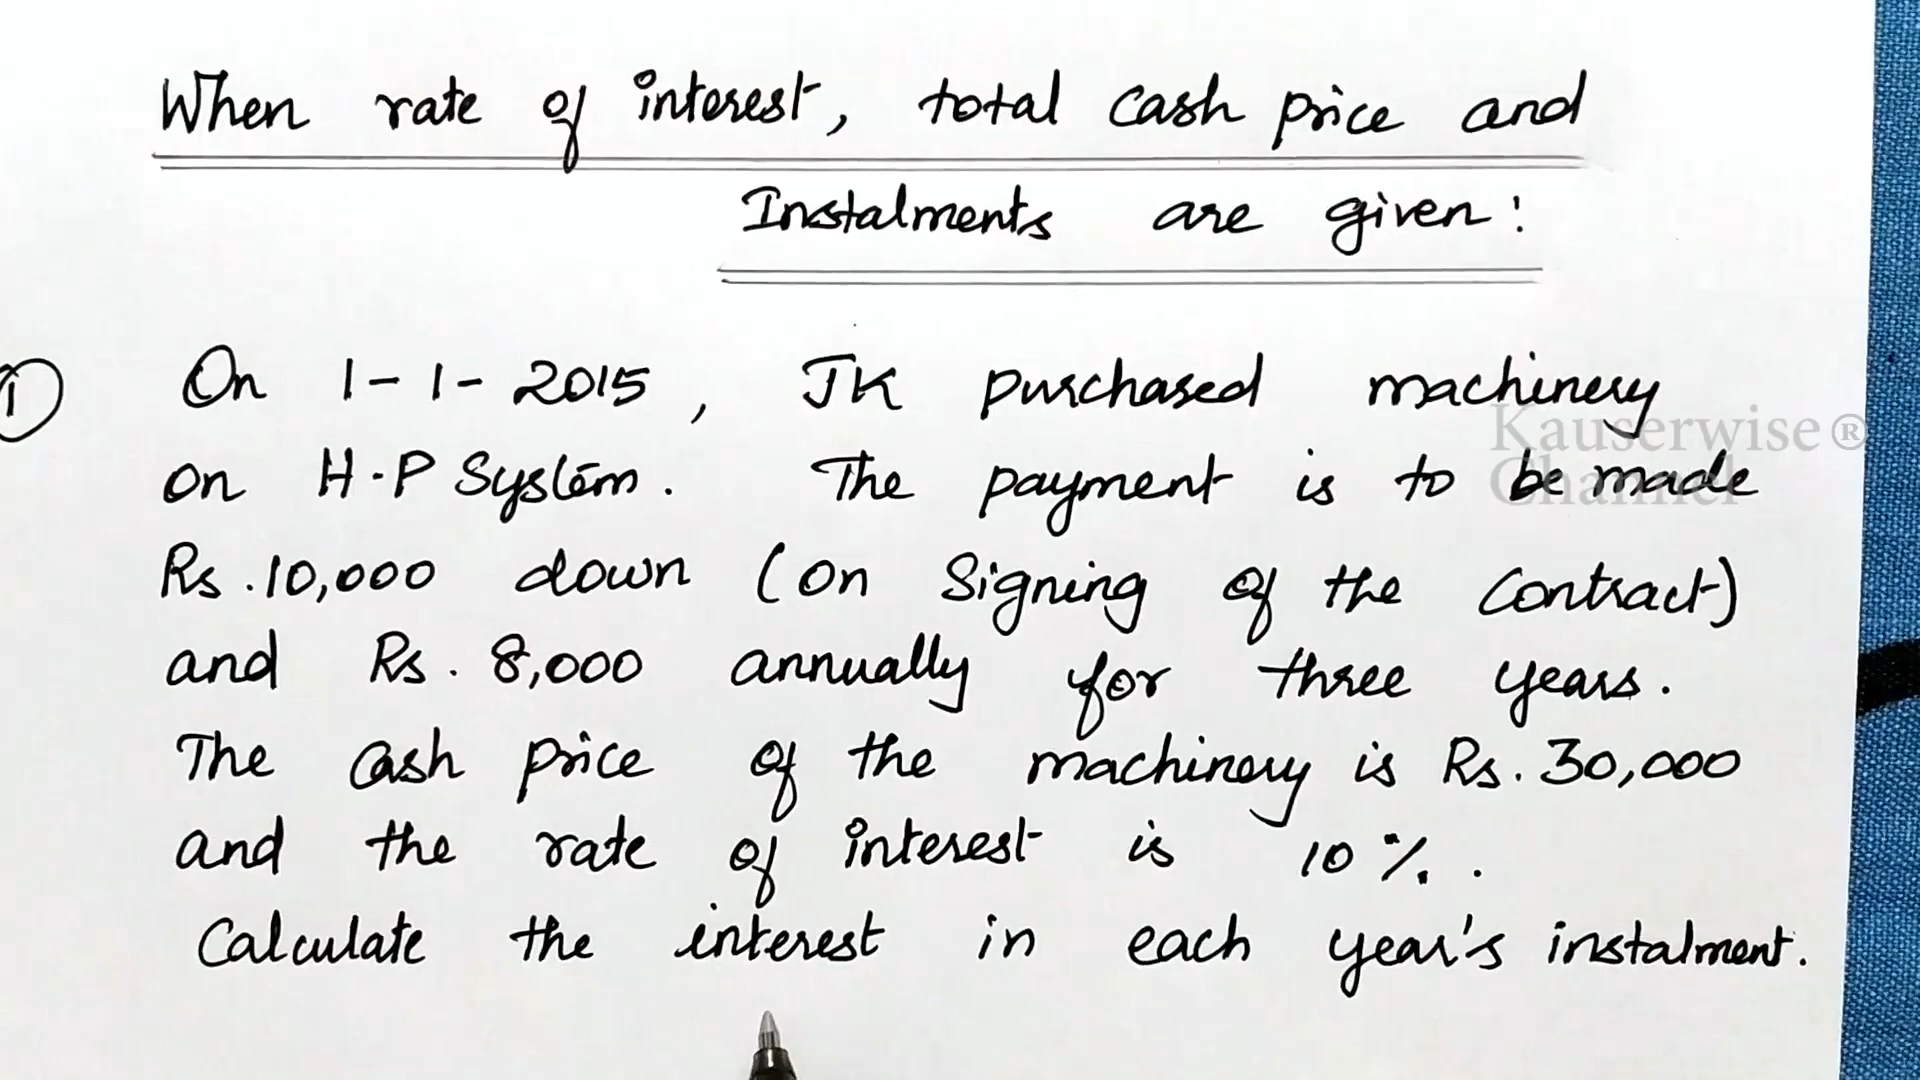 When rate of interest, total cash price and
Instalments are given:
1) On 1-1-2015, JK purchased machinery
on H.P System. The payment is to be made
Rs.10,000 down (on signing of the contract)
and Rs. 8,000 annually for three years.
The cash price of the machinery is Rs. 30,000
and the rate of interest is 10%.
Calculate the interest in each year's instalment.
Kauserwise®
Channel